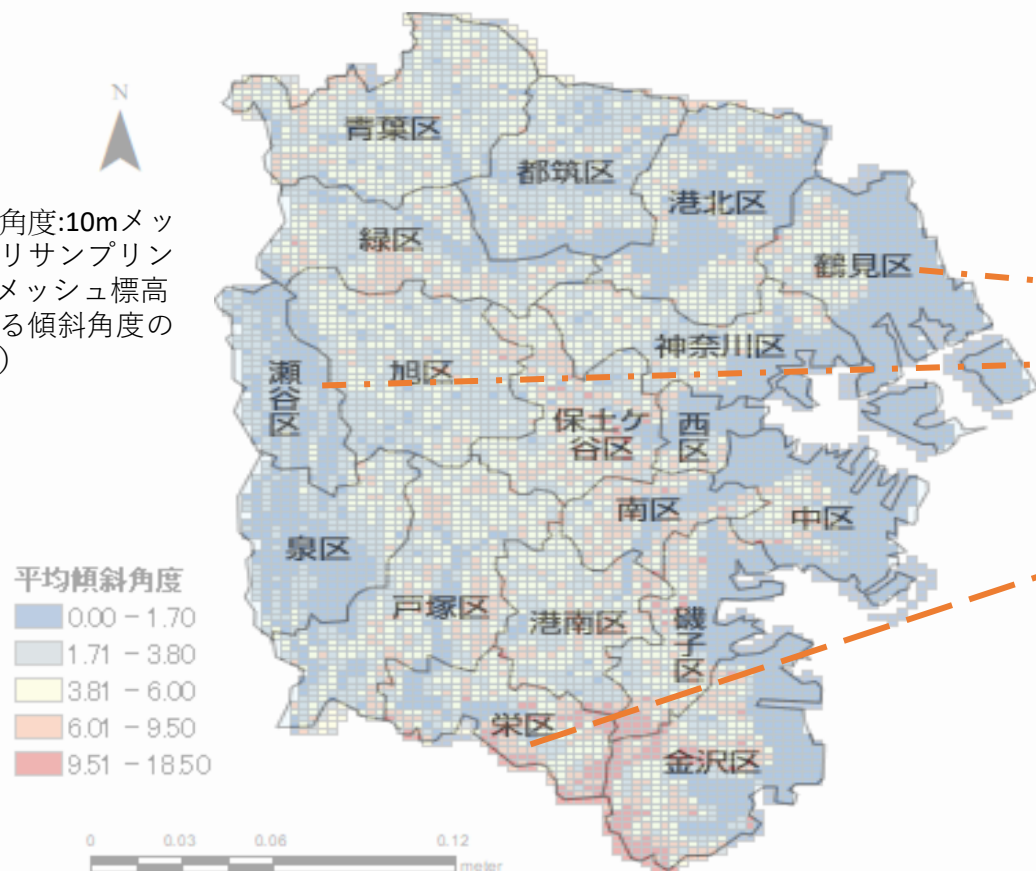 N
角度:10mメッ
リサンプリン
メッシュ標高
る傾斜角度の
)
青葉区
都筑区
港北区
緑区
鶴見区
神奈川区
旭区
瀬谷区
保土ケ
谷区
西区
南区
中区
泉区
戸塚区
港南区
磯子区
栄区
金沢区
平均傾斜角度
0.00 - 1.70
1.71 - 3.80
3.81 - 6.00
6.01 - 9.50
9.51 - 18.50
0 0.03 0.06 0.12
meter